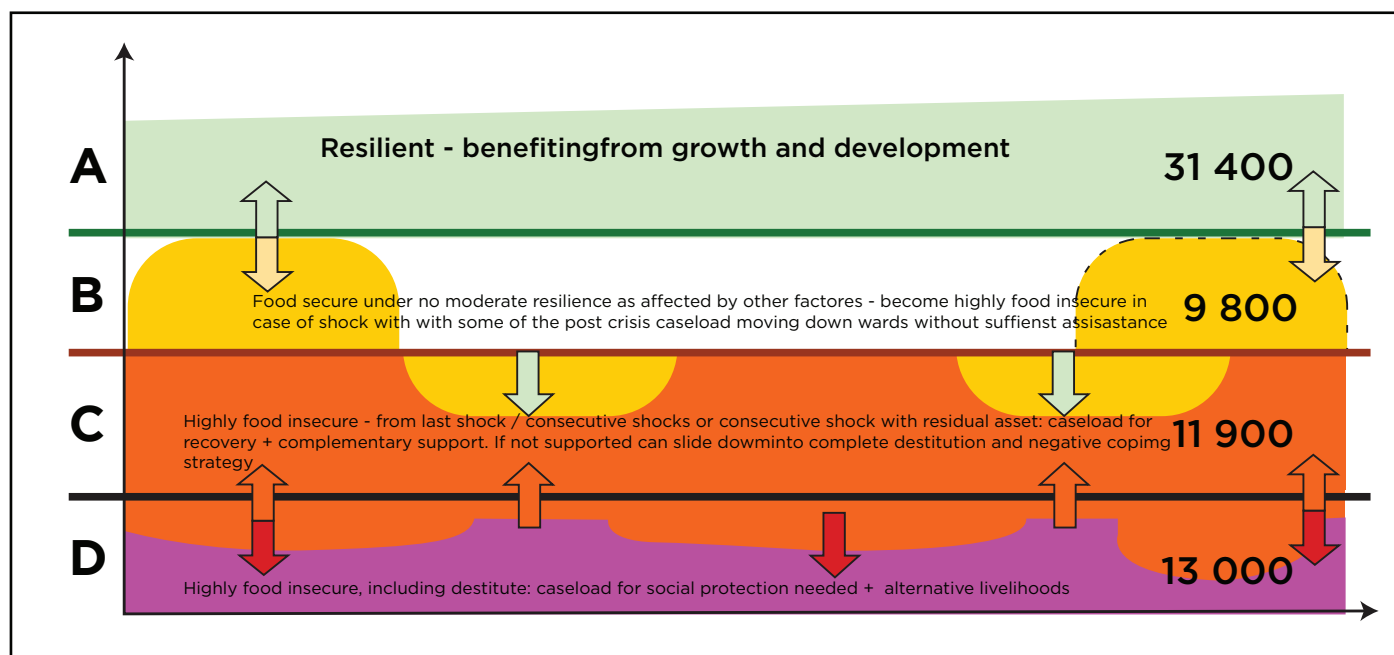 A
Resilient - benefitingfrom growth and development
31 400
B
Food secure under no moderate resilience as affected by other factores - become highly food insecure in
case of shock with with some of the post crisis caseload moving down wards without suffienst assisastance
9 800
C
Highly food insecure - from last shock / consecutive shocks or consecutive shock with residual asset: caseload for
recovery + complementary support. If not supported can slide downinto complete destitution and negative copimg
strategy
11 900
D
Highly food insecure, including destitute: caseload for social protection needed + alternative livelihoods
13 000